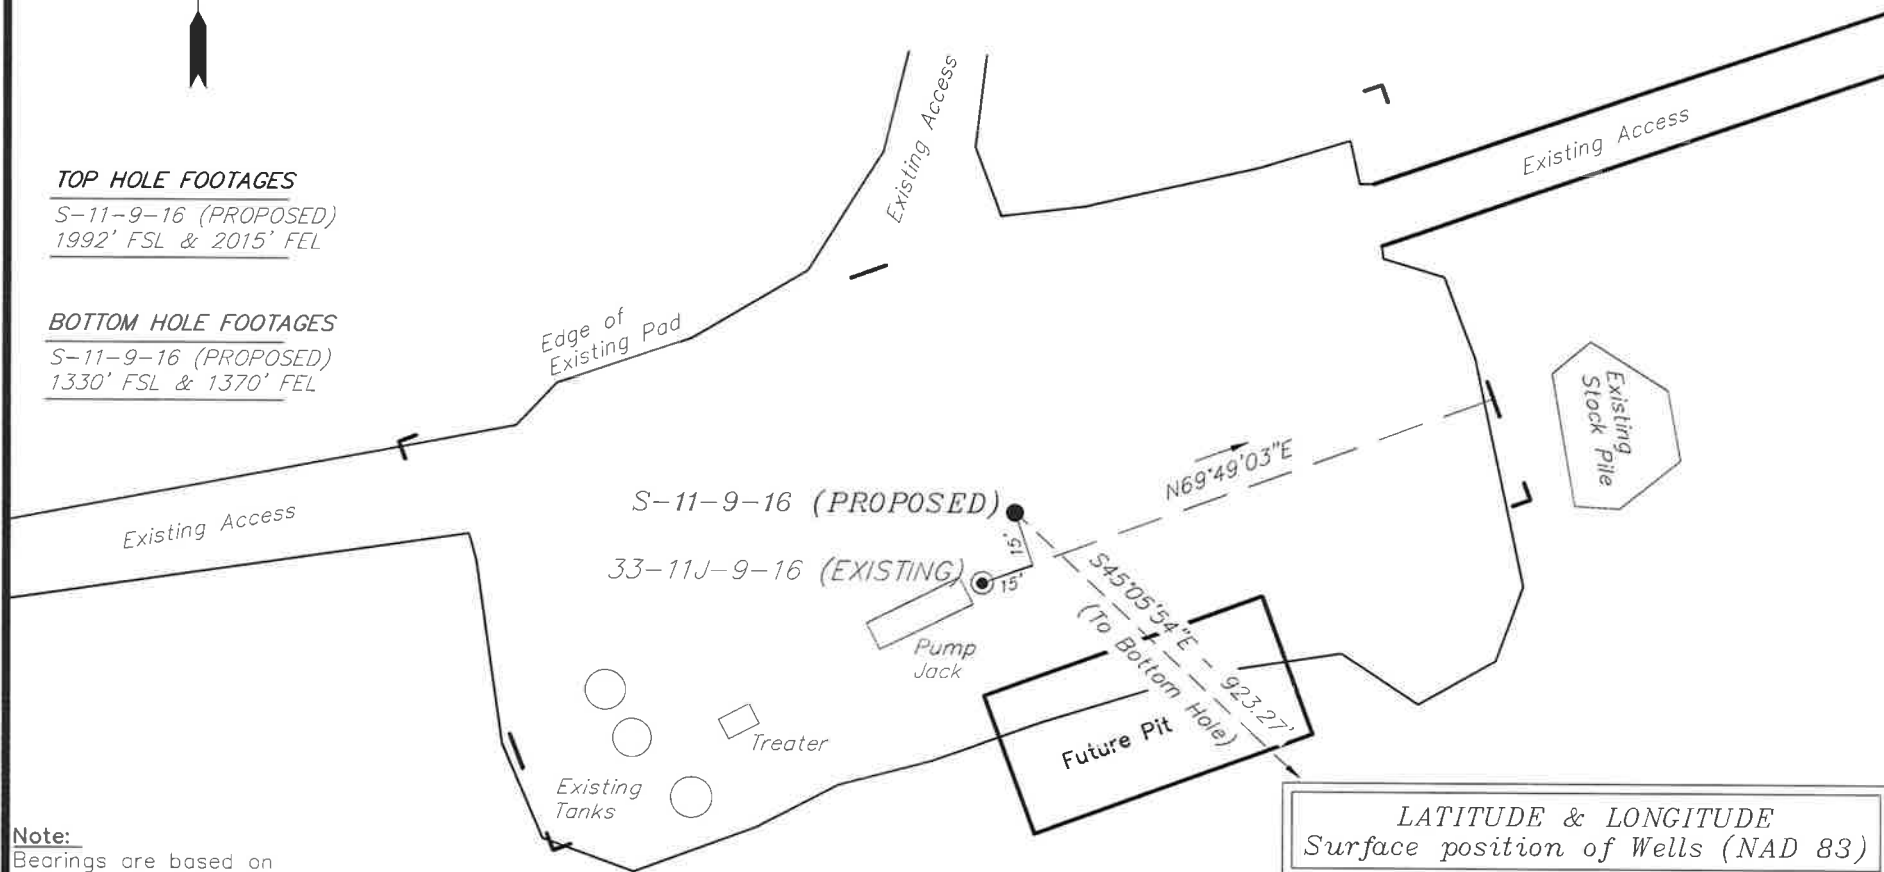 TOP HOLE FOOTAGES
S-11-9-16 (PROPOSED)
1992' FSL & 2015' FEL
BOTTOM HOLE FOOTAGES
S-11-9-16 (PROPOSED)
1330' FSL & 1370' FEL
Existing Access
Existing Access
Edge of
Existing Pad
Existing
Stock Pile
N69°49'03"E
S-11-9-16 (PROPOSED)
15'
Existing Access
33-11J-9-16 (EXISTING)
15'
S45°05'54"E - 923.27'
(To Bottom Hole)
Pump
Jack
Future Pit
Treater
Existing
Tanks
Note:
Bearings are based on
LATITUDE & LONGITUDE
Surface position of Wells (NAD 83)